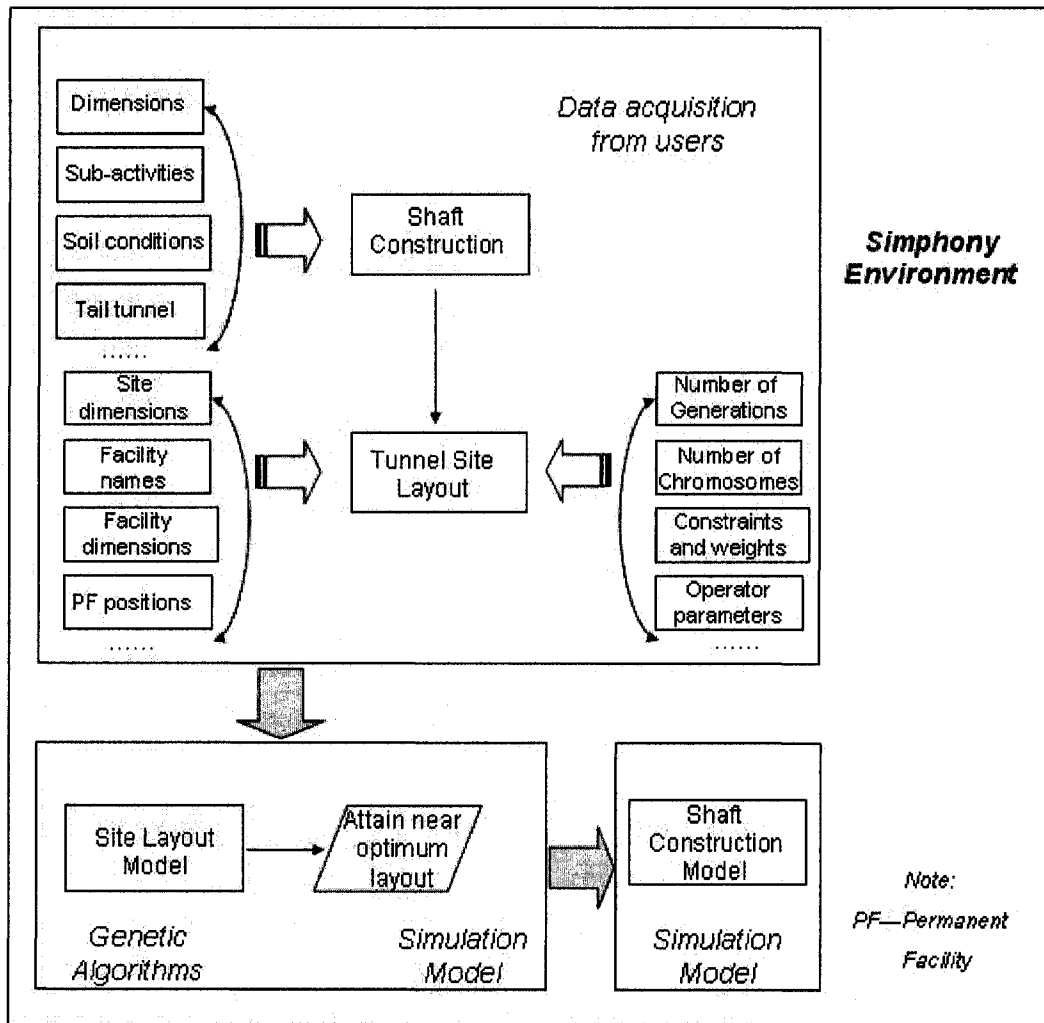 Dimensions
Sub-activities
Soil conditions
Tail tunnel
......
Data acquisition
from users
Shaft
Construction
Simphony
Environment
Site
dimensions
Facility
names
Facility
dimensions
PF positions
......
Tunnel Site
Layout
Number of
Generations
Number of
Chromosomes
Constraints
and weights
Operator
parameters
......
Site Layout
Model
Attain near
optimum
layout
Genetic
Algorithms
Simulation
Model
Shaft
Construction
Model
Simulation
Model
Note:
PF—Permanent
Facility